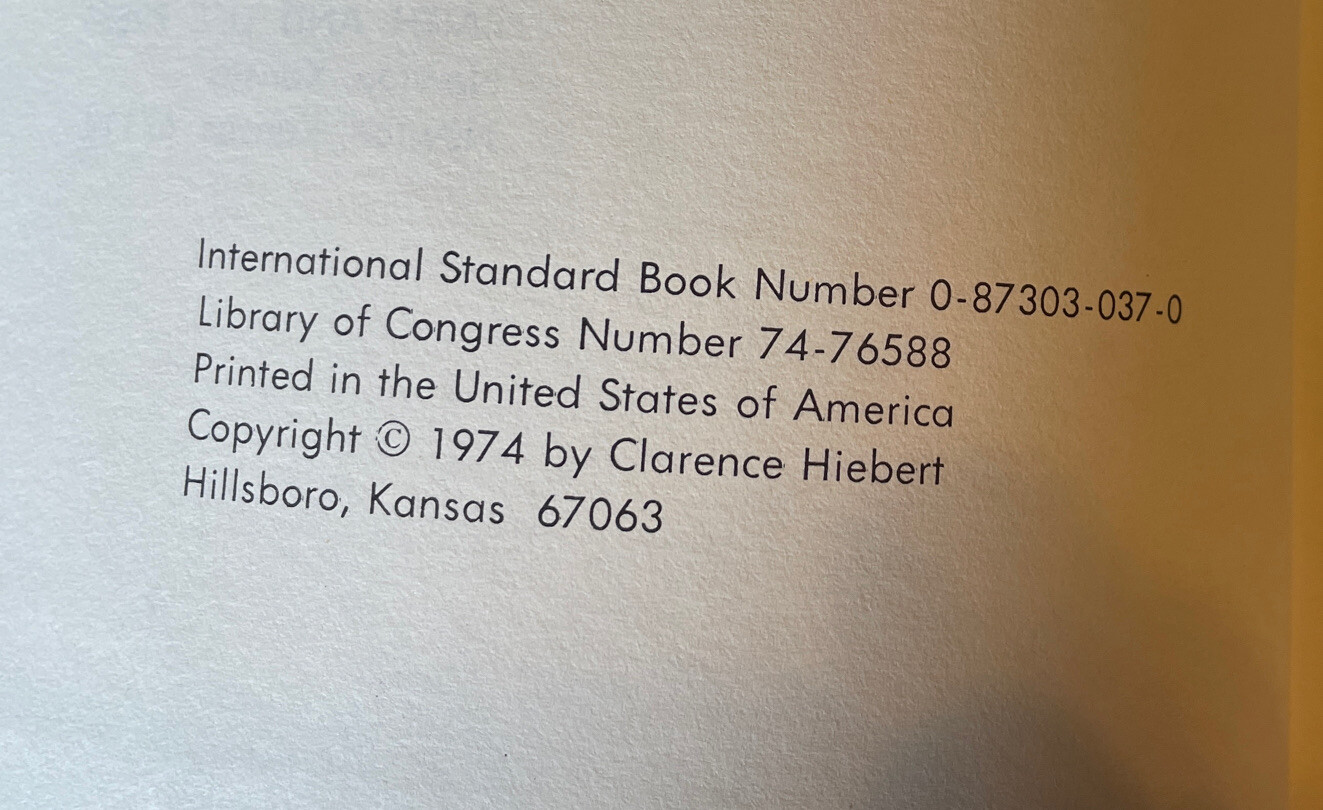 International Standard Book Number 0-87303-037-0
Library of Congress Number 74-76588
Printed in the United States of America
Copyright © 1974 by Clarence Hiebert
Hillsboro, Kansas 67063